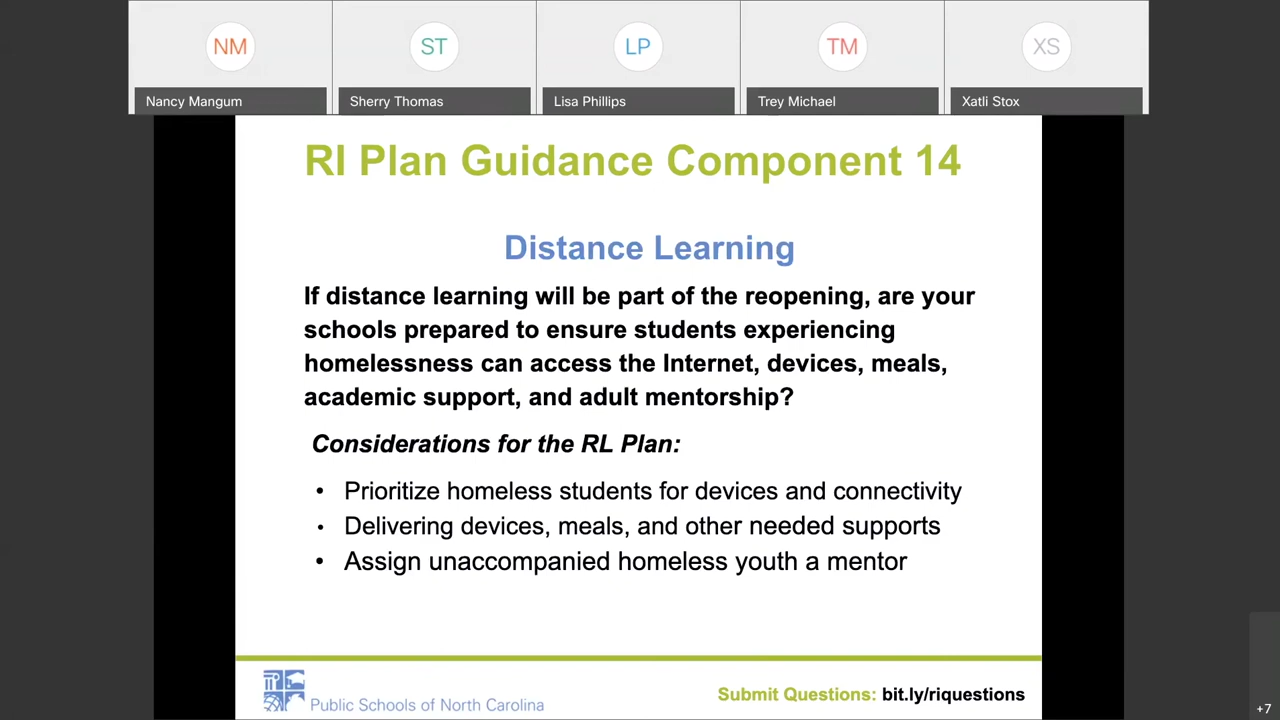 NM
ST
LP
TM
XS
Nancy Mangum
Sherry Thomas
Lisa Phillips
Trey Michael
Xatli Stox
RI Plan Guidance Component 14
Distance Learning
If distance learning will be part of the reopening, are your
schools prepared to ensure students experiencing
homelessness can access the Internet, devices, meals,
academic support, and adult mentorship?
Considerations for the RL Plan:
• Prioritize homeless students for devices and connectivity
• Delivering devices, meals, and other needed supports
• Assign unaccompanied homeless youth a mentor
Public Schools of North Carolina
Submit Questions: bit.ly/riquestions
+7